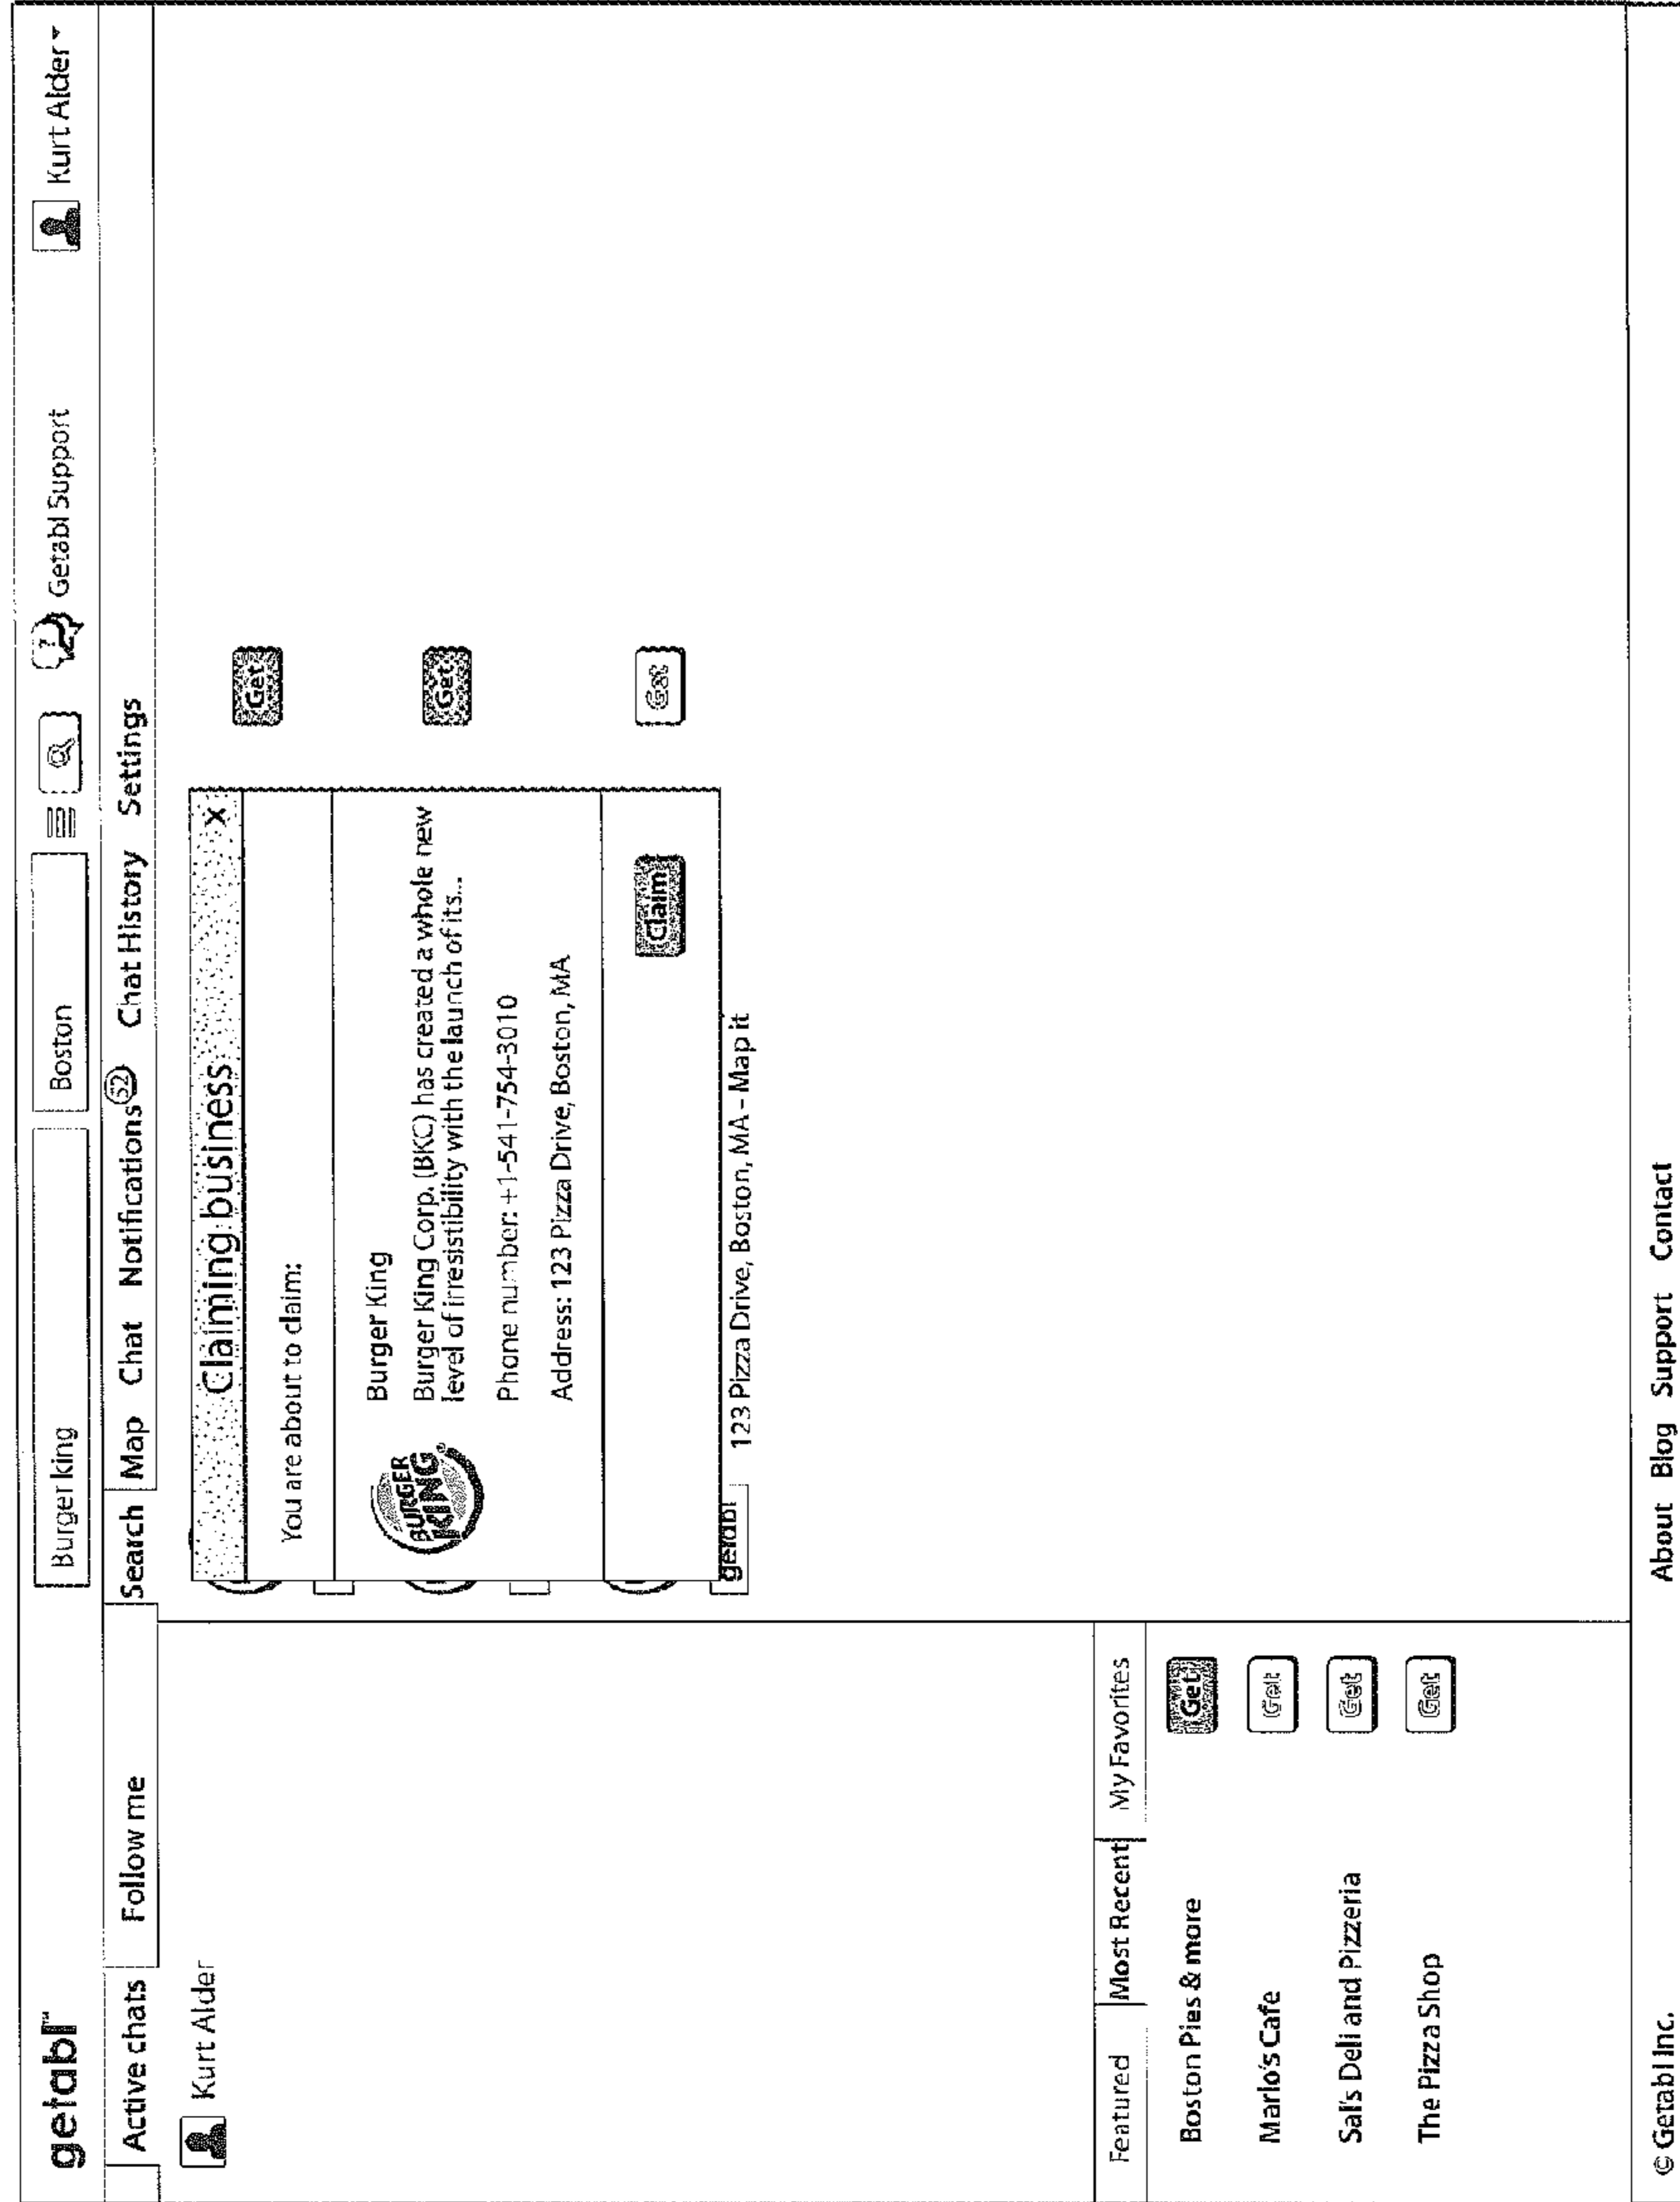 getabl™ Burger king Boston Getabl Support Kurt Alder
Active chats Follow me Search Map Chat Notifications 52 Chat History Settings
Kurt Alder
Claiming business X
You are about to claim:
BURGER
KING®
Burger King
Burger King Corp. (BKC) has created a whole new
level of irresistibility with the launch of its...
Phone number: +1-541-754-3010
Address: 123 Pizza Drive, Boston, MA
Claim
Get
Get
Get
getabl 123 Pizza Drive, Boston, MA – Map it
Featured Most Recent My Favorites
Boston Pies & more Get
Marlo's Cafe Get
Sal's Deli and Pizzeria Get
The Pizza Shop Get
© Getabl Inc. About Blog Support Contact